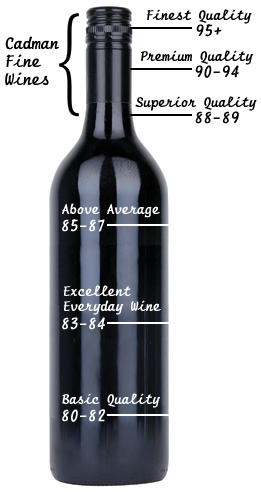 Finest Quality
95+
Cadman
Fine
Wines
Premium Quality
90-94
Superior Quality
88-89
Above Average
85-87
Excellent
Everyday Wine
83-84
Basic Quality
80-82